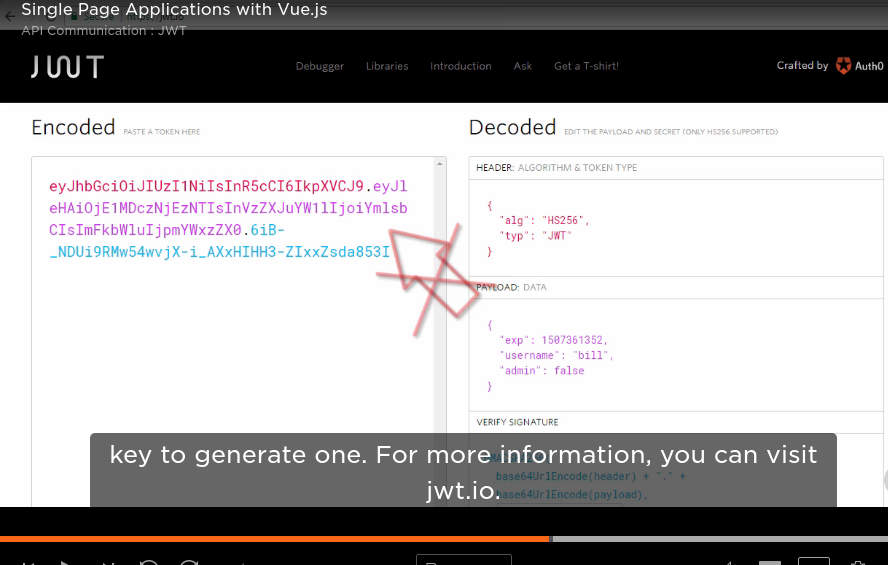 Single Page Applications with Vue.js
API Communication : JWT
JWT
Debugger Libraries Introduction Ask Get a T-shirt! Crafted by Auth0
Encoded PASTE A TOKEN HERE
eyJhbGciOiJIUzI1NiIsInR5cCI6IkpXVCJ9.eyJl
eHAiOjE1MDczNjEzNTIsInVzZXJuYW1lIjoiYmlsb
CIsImFkbWluIjpmYWxzZX0.6iB-
_NDUi9RMw54wvjX-i_AXxHIHH3-ZIxxZsda853I
Decoded EDIT THE PAYLOAD AND SECRET (ONLY HS256 SUPPORTED)
HEADER: ALGORITHM & TOKEN TYPE
{
"alg": "HS256",
"typ": "JWT"
}
PAYLOAD: DATA
{
"exp": 1507361352,
"username": "bill",
"admin": false
}
VERIFY SIGNATURE
base64UrlEncode(header) + "." +
base64UrlEncode(payload),
key to generate one. For more information, you can visit
jwt.io.